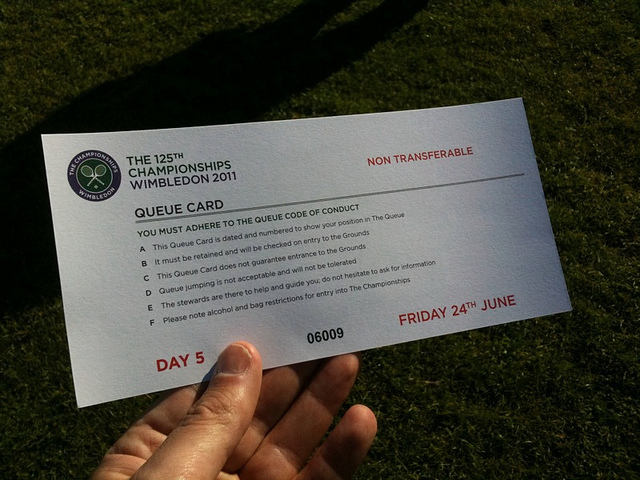 THE CHAMPIONSHIPS
WIMBLEDON
THE 125TH
CHAMPIONSHIPS
WIMBLEDON 2011
NON TRANSFERABLE
QUEUE CARD
YOU MUST ADHERE TO THE QUEUE CODE OF CONDUCT
A This Queue Card is dated and numbered to show your position in The Queue
B It must be retained and will be checked on entry to the Grounds
C This Queue Card does not guarantee entrance to the Grounds
D Queue jumping is not acceptable and will not be tolerated
E The stewards are there to help and guide you; do not hesitate to ask for information
F Please note alcohol and bag restrictions for entry into The Championships
DAY 5
06009
FRIDAY 24TH JUNE